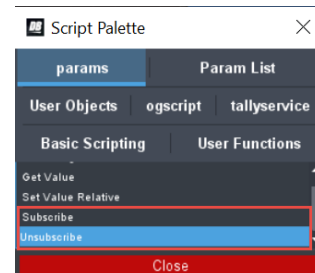 DB Script Palette
params Param List
User Objects ogscript tallyservice
Basic Scripting User Functions
Get Value
Set Value Relative
Subscribe
Unsubscribe
Close